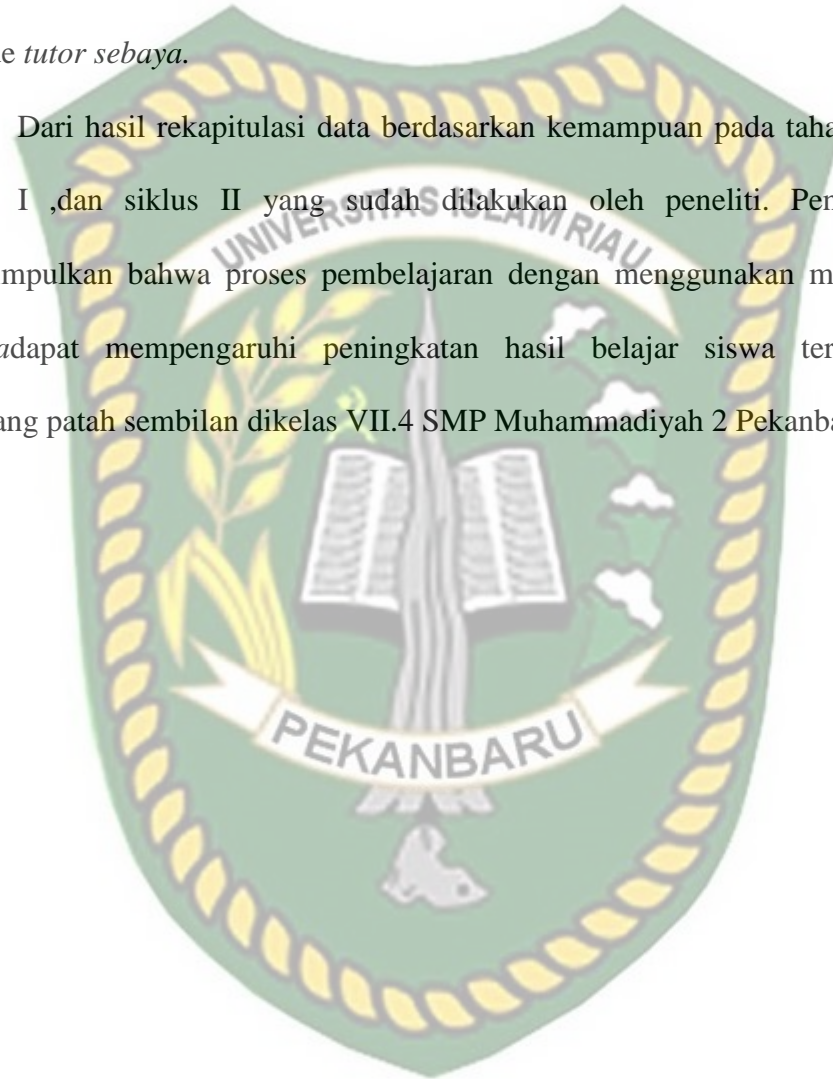 e tutor sebaya.
Dari hasil rekapitulasi data berdasarkan kemampuan pada taha
I ,dan siklus II yang sudah dilakukan oleh peneliti. Pen
UNIVERSITAS ISLAM RIAU
mpulkan bahwa proses pembelajaran dengan menggunakan m
adapat mempengaruhi peningkatan hasil belajar siswa ter
ang patah sembilan dikelas VII.4 SMP Muhammadiyah 2 Pekanba
PEKANBARU